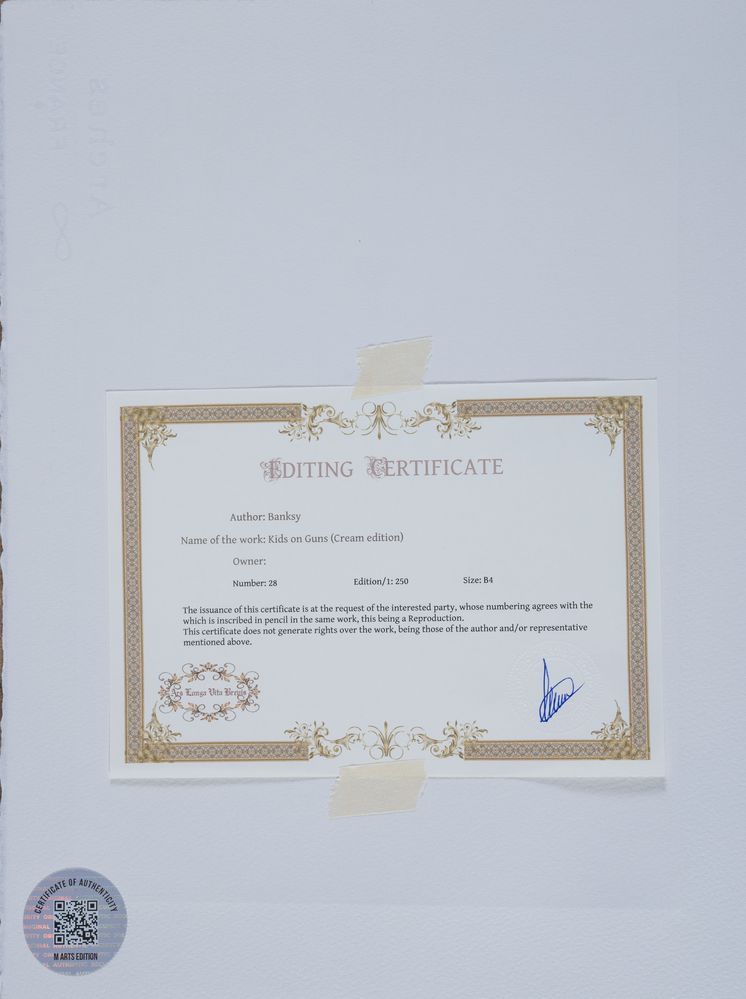 FRANCE
Arches
∞
EDITING CERTIFICATE
Author: Banksy
Name of the work: Kids on Guns (Cream edition)
Owner:
Number: 28 Edition/1: 250 Size: B4
The issuance of this certificate is at the request of the interested party, whose numbering agrees with the
which is inscribed in pencil in the same work, this being a Reproduction.
This certificate does not generate rights over the work, being those of the author and/or representative
mentioned above.
Ars Langa Vita Brevis
CERTIFICATE OF AUTHENTICITY
M ARTS EDITION